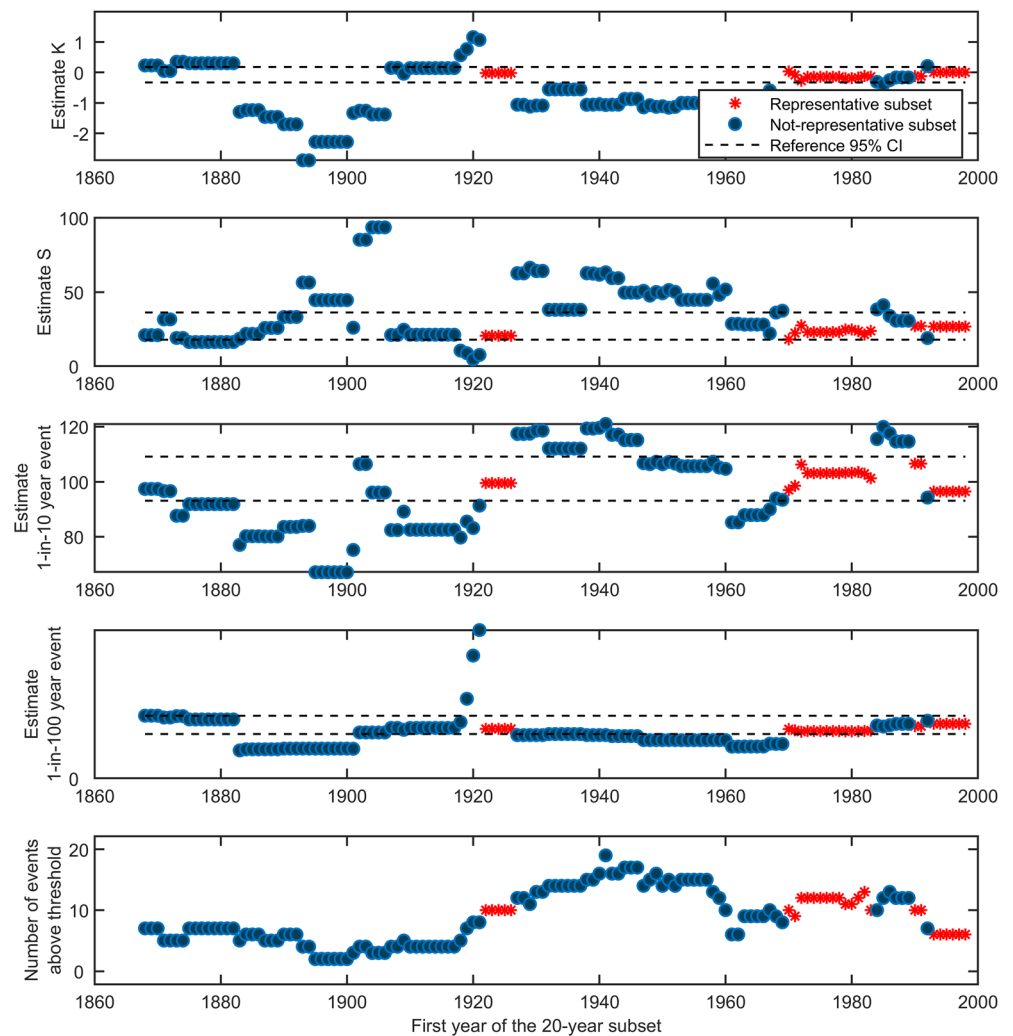 Estimate K
1
0
-1
-2
Representative subset
Not-representative subset
Reference 95% CI
1860 1880 1900 1920 1940 1960 1980 2000
Estimate S
100
50
0
1860 1880 1900 1920 1940 1960 1980 2000
Estimate
1-in-10 year event
120
100
80
1860 1880 1900 1920 1940 1960 1980 2000
Estimate
1-in-100 year event
0
1860 1880 1900 1920 1940 1960 1980 2000
Number of events
above threshold
20
10
0
1860 1880 1900 1920 1940 1960 1980 2000
First year of the 20-year subset